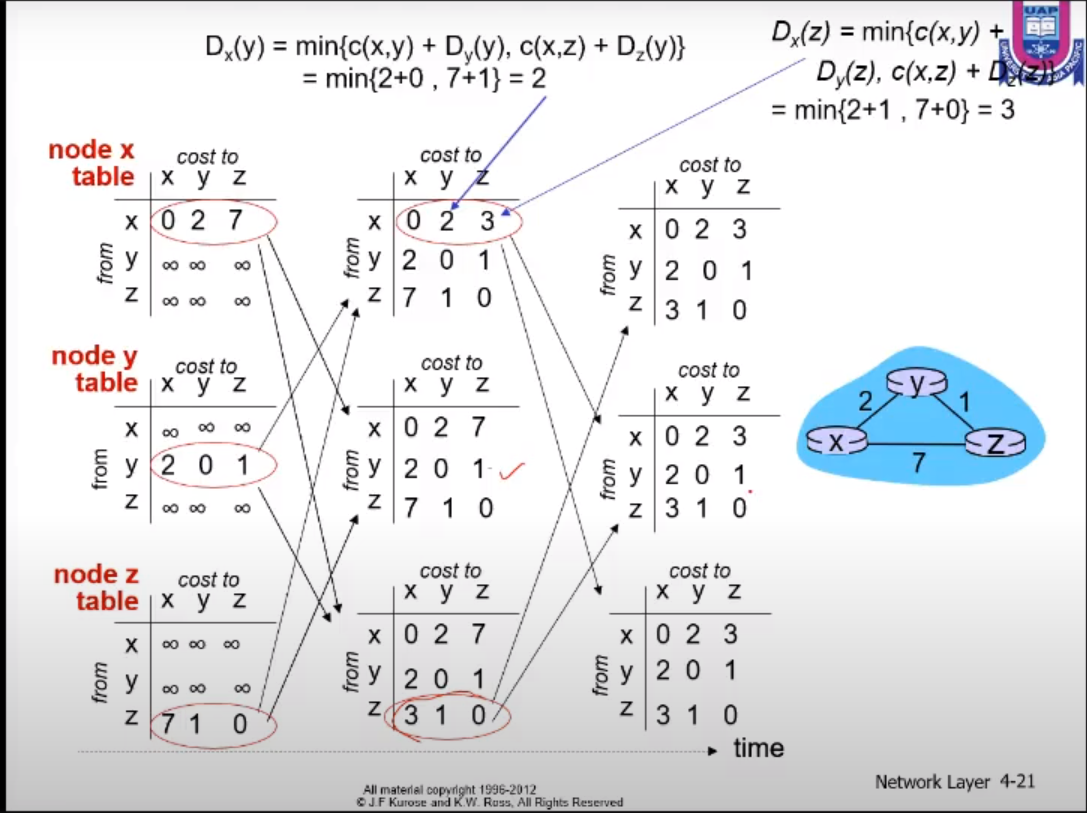 Dx(y) = min{c(x,y) + Dy(y), c(x,z) + Dz(y)}
= min{2+0 , 7+1} = 2
Dx(z) = min{c(x,y) +
Dy(z), c(x,z) + Dz(z)}
= min{2+1 , 7+0} = 3
UAP
node x
table
cost to
x y z
from
x 0 2 7
y ∞ ∞ ∞
z ∞ ∞ ∞
cost to
x y z
from
x 0 2 3
y 2 0 1
z 7 1 0
cost to
x y z
from
x 0 2 3
y 2 0 1
z 3 1 0
node y
table
cost to
x y z
from
x ∞ ∞ ∞
y 2 0 1
z ∞ ∞ ∞
cost to
x y z
from
x 0 2 7
y 2 0 1
z 7 1 0
cost to
x y z
from
x 0 2 3
y 2 0 1
z 3 1 0
y
2 1
x z
7
node z
table
cost to
x y z
from
x ∞ ∞ ∞
y ∞ ∞ ∞
z 7 1 0
cost to
x y z
from
x 0 2 7
y 2 0 1
z 3 1 0
cost to
x y z
from
x 0 2 3
y 2 0 1
z 3 1 0
time
All material copyright 1996-2012
© J.F Kurose and K.W. Ross, All Rights Reserved
Network Layer 4-21